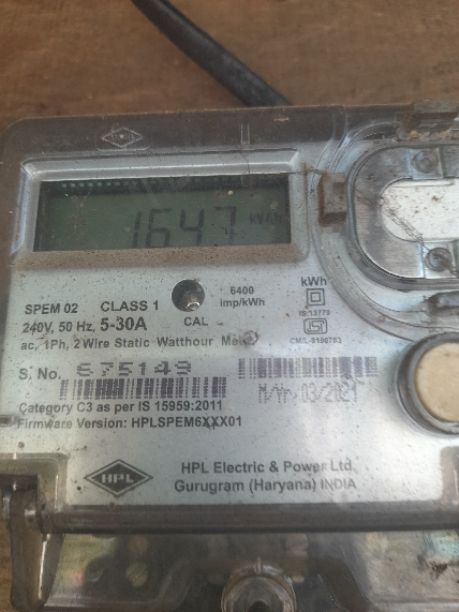 1647 kWh
6400
imp/kWh
kWh
IS 13779
SPEM 02 CLASS 1
CAL
240V, 50 Hz, 5-30A
ac, 1Ph, 2 Wire Static Watthour Meter
S. No. 675149
M/Yr. 03/2021
Category C3 as per IS 15959:2011
Firmware Version: HPLSPEM6XXX01
HPL
HPL Electric & Power Ltd.
Gurugram (Haryana) INDIA